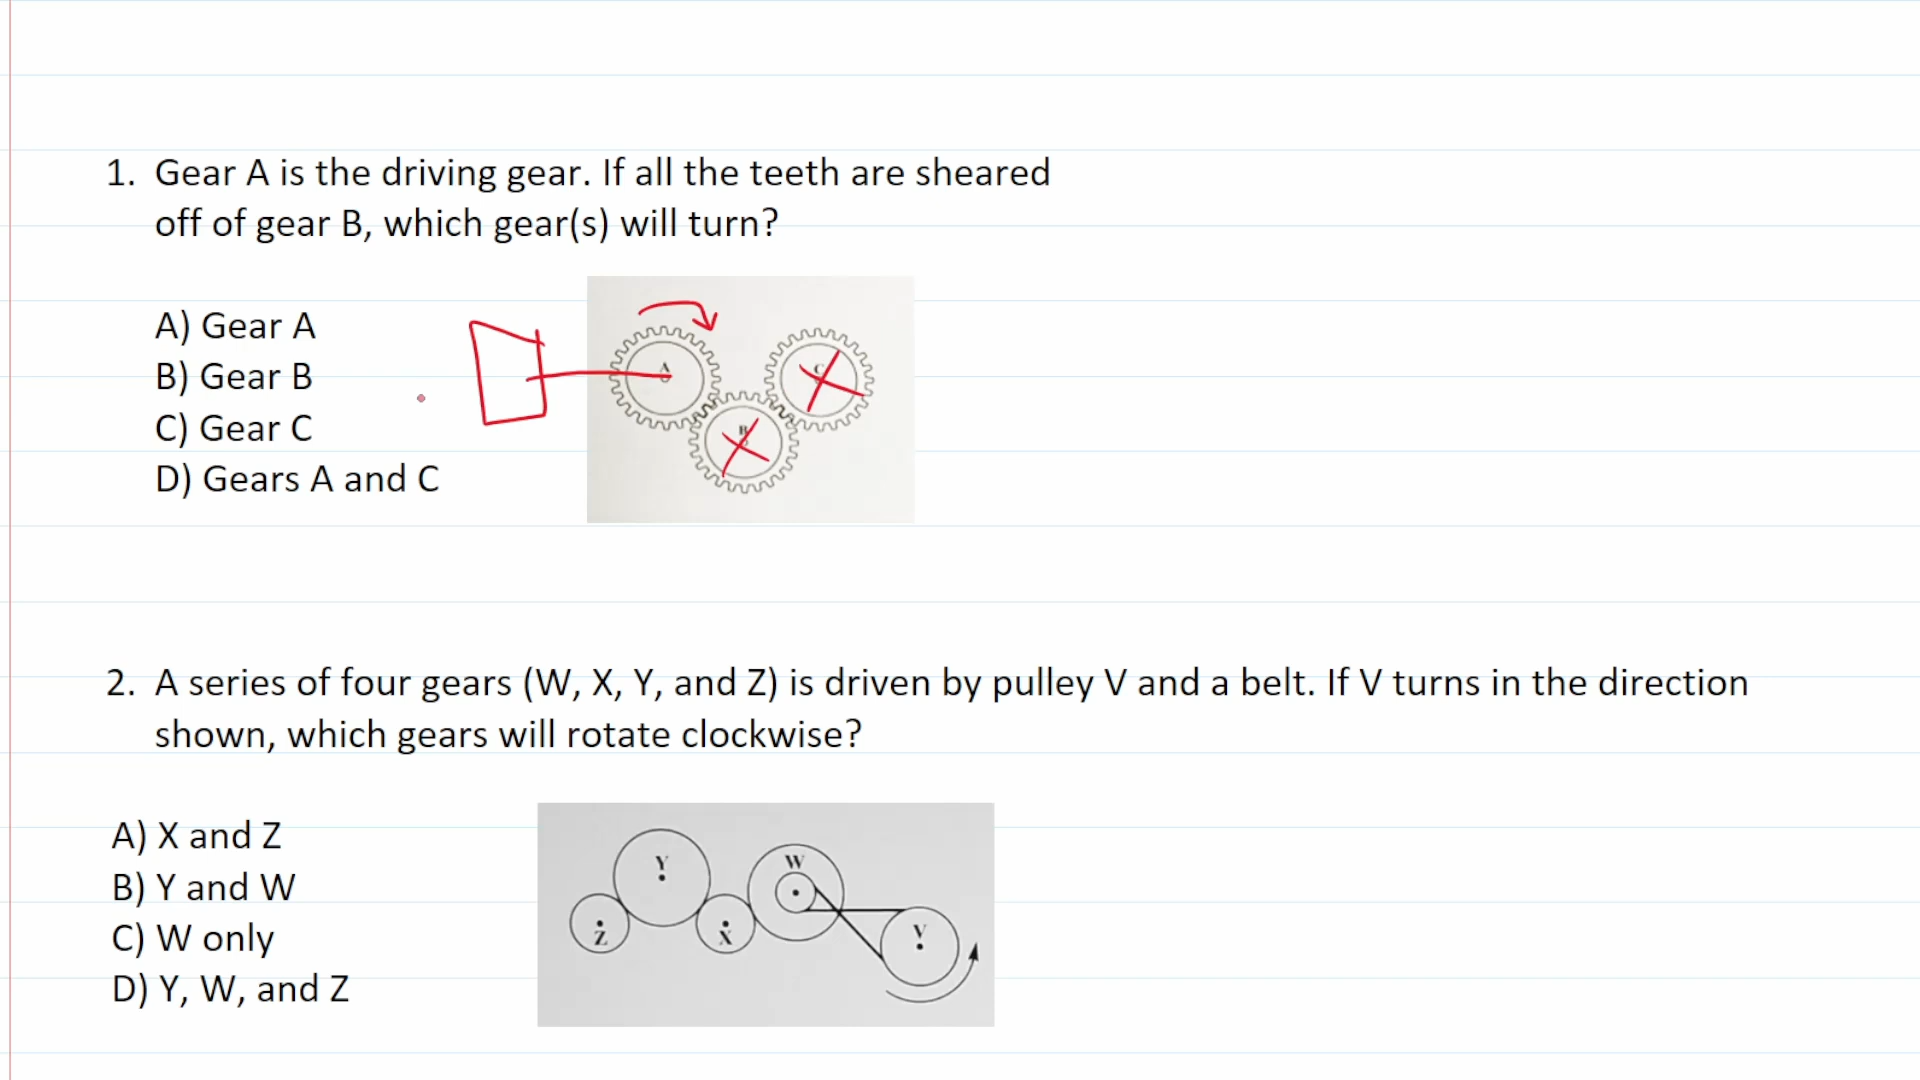 1. Gear A is the driving gear. If all the teeth are sheared
off of gear B, which gear(s) will turn?
A) Gear A
B) Gear B
C) Gear C
D) Gears A and C
A
C
B
2. A series of four gears (W, X, Y, and Z) is driven by pulley V and a belt. If V turns in the direction
shown, which gears will rotate clockwise?
A) X and Z
B) Y and W
C) W only
D) Y, W, and Z
Y
W
Z
X
V